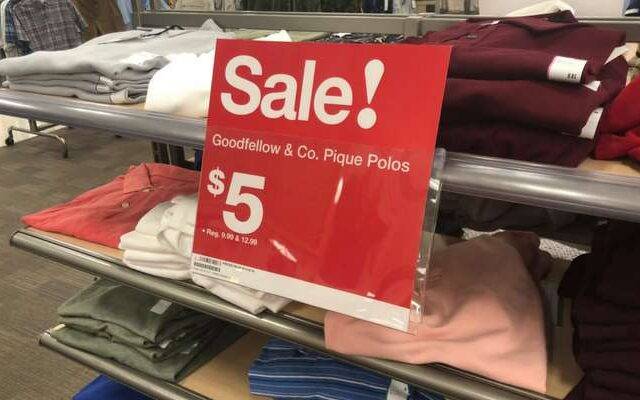 Sale!
Goodfellow & Co. Pique Polos
$5
• Reg. 9.99 & 12.99